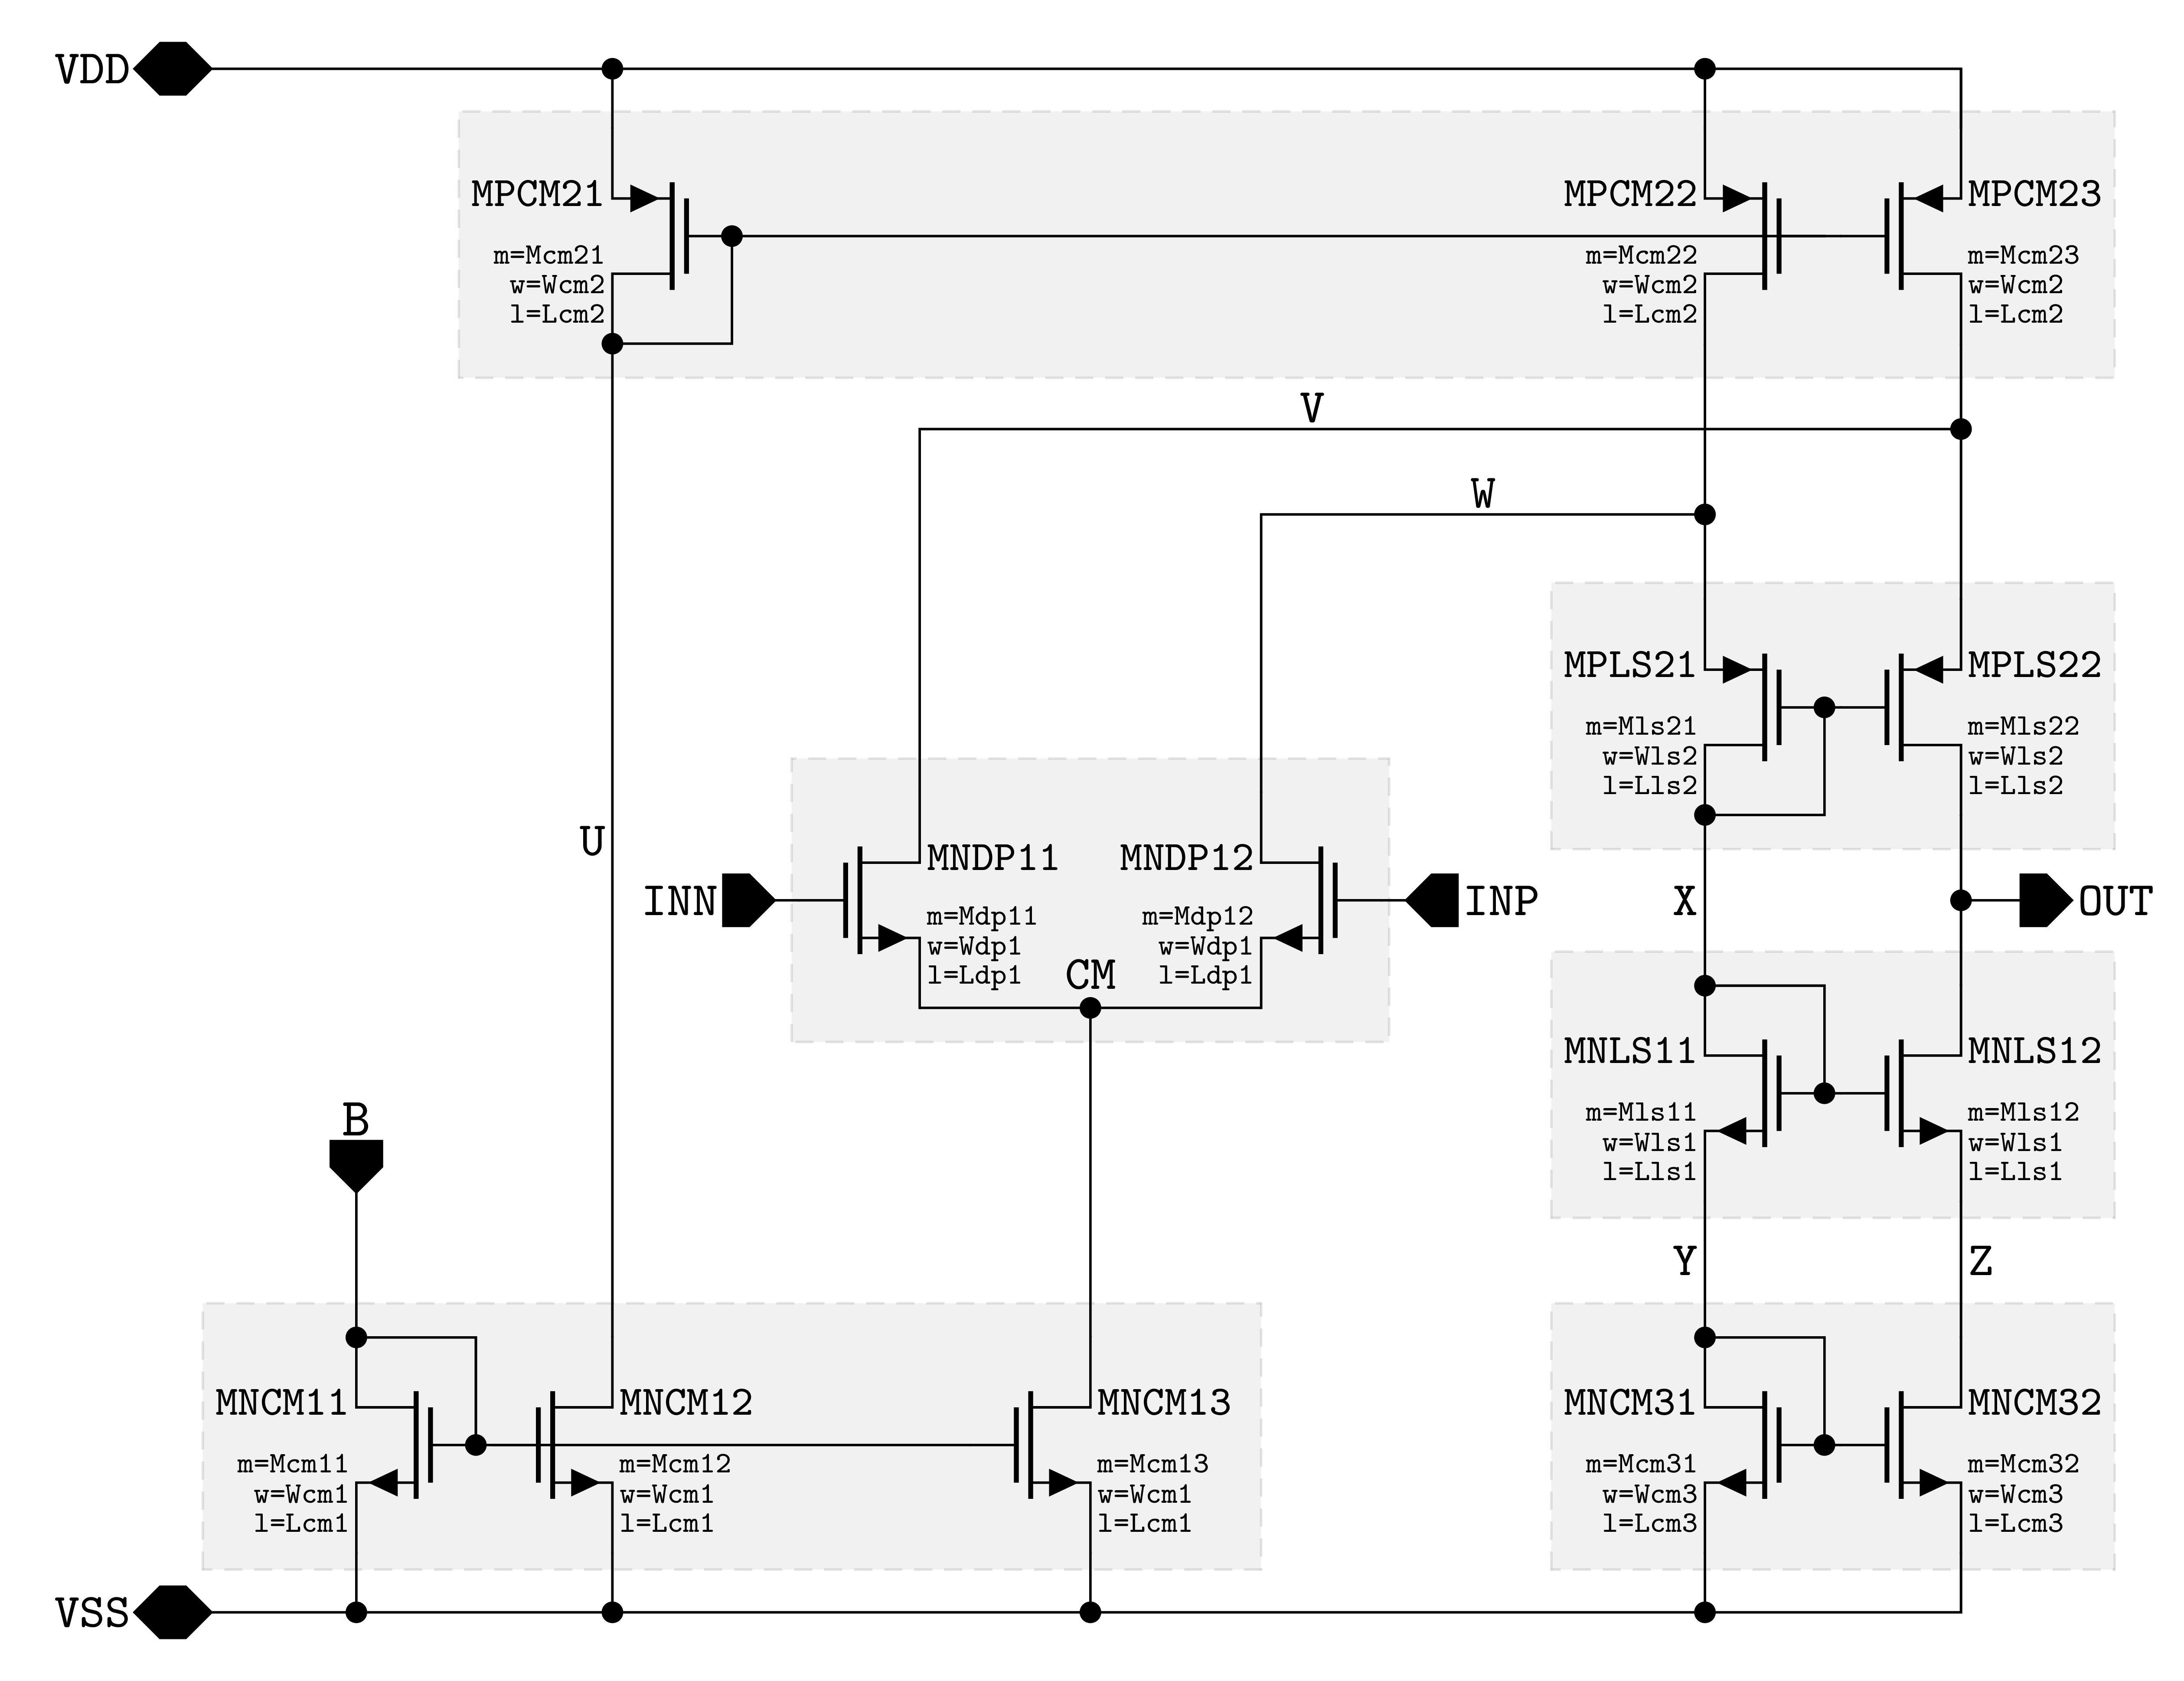 VDD
MPCM21
m=Mcm21
w=Wcm2
l=Lcm2
MPCM22
m=Mcm22
w=Wcm2
l=Lcm2
MPCM23
m=Mcm23
w=Wcm2
l=Lcm2
V
W
MPLS21
m=Mls21
w=Wls2
l=Lls2
MPLS22
m=Mls22
w=Wls2
l=Lls2
U
INN
MNDP11
m=Mdp11
w=Wdp1
l=Ldp1
MNDP12
m=Mdp12
w=Wdp1
l=Ldp1
INP
CM
X
OUT
MNLS11
m=Mls11
w=Wls1
l=Lls1
MNLS12
m=Mls12
w=Wls1
l=Lls1
B
Y
Z
MNCM11
m=Mcm11
w=Wcm1
l=Lcm1
MNCM12
m=Mcm12
w=Wcm1
l=Lcm1
MNCM13
m=Mcm13
w=Wcm1
l=Lcm1
MNCM31
m=Mcm31
w=Wcm3
l=Lcm3
MNCM32
m=Mcm32
w=Wcm3
l=Lcm3
VSS